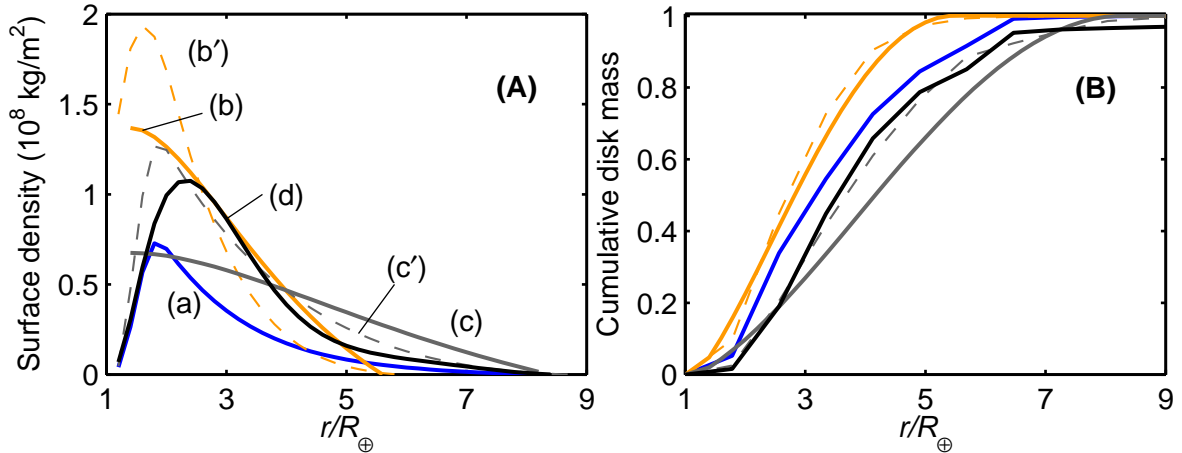 Surface density (10⁸ kg/m²)
2
1.5
1
0.5
0
(b′)
(b)
(d)
(c′)
(a)
(c)
(A)
1 3 5 7 9
r/R⊕
Cumulative disk mass
1
0.8
0.6
0.4
0.2
0
(B)
1 3 5 7 9
r/R⊕